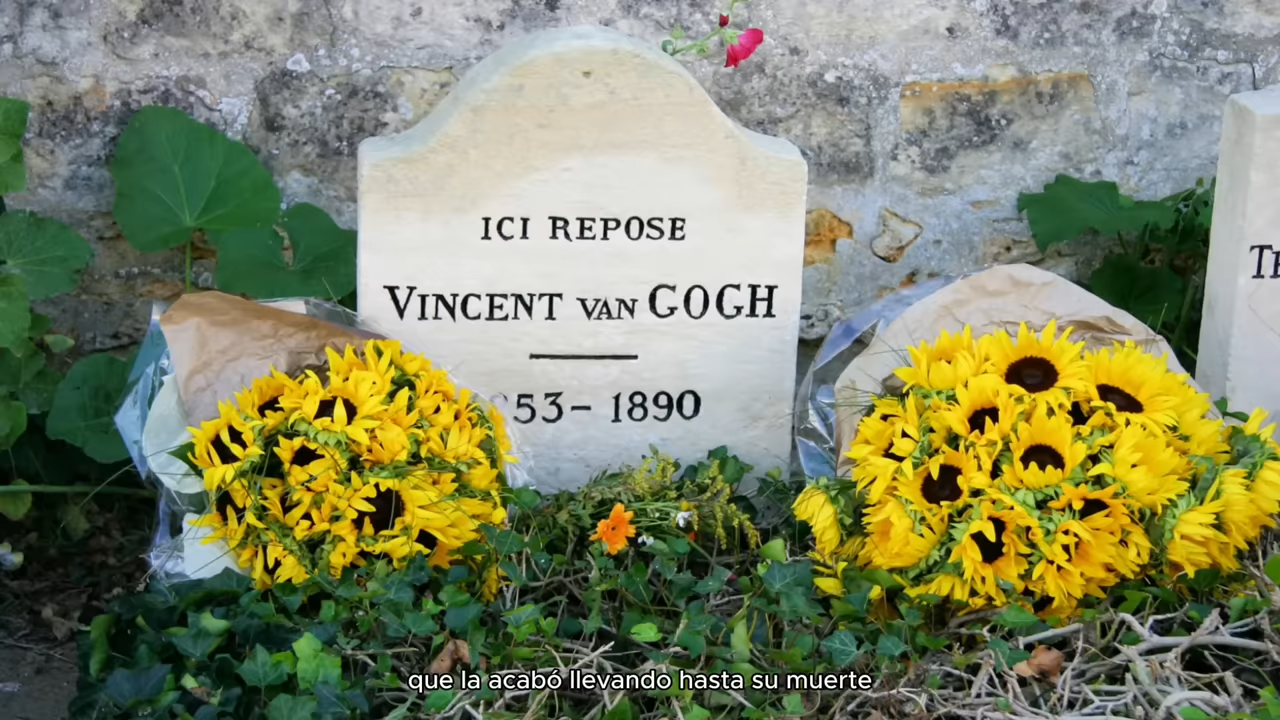 ICI REPOSE
VINCENT VAN GOGH
53 – 1890
que la acabó llevando hasta su muerte